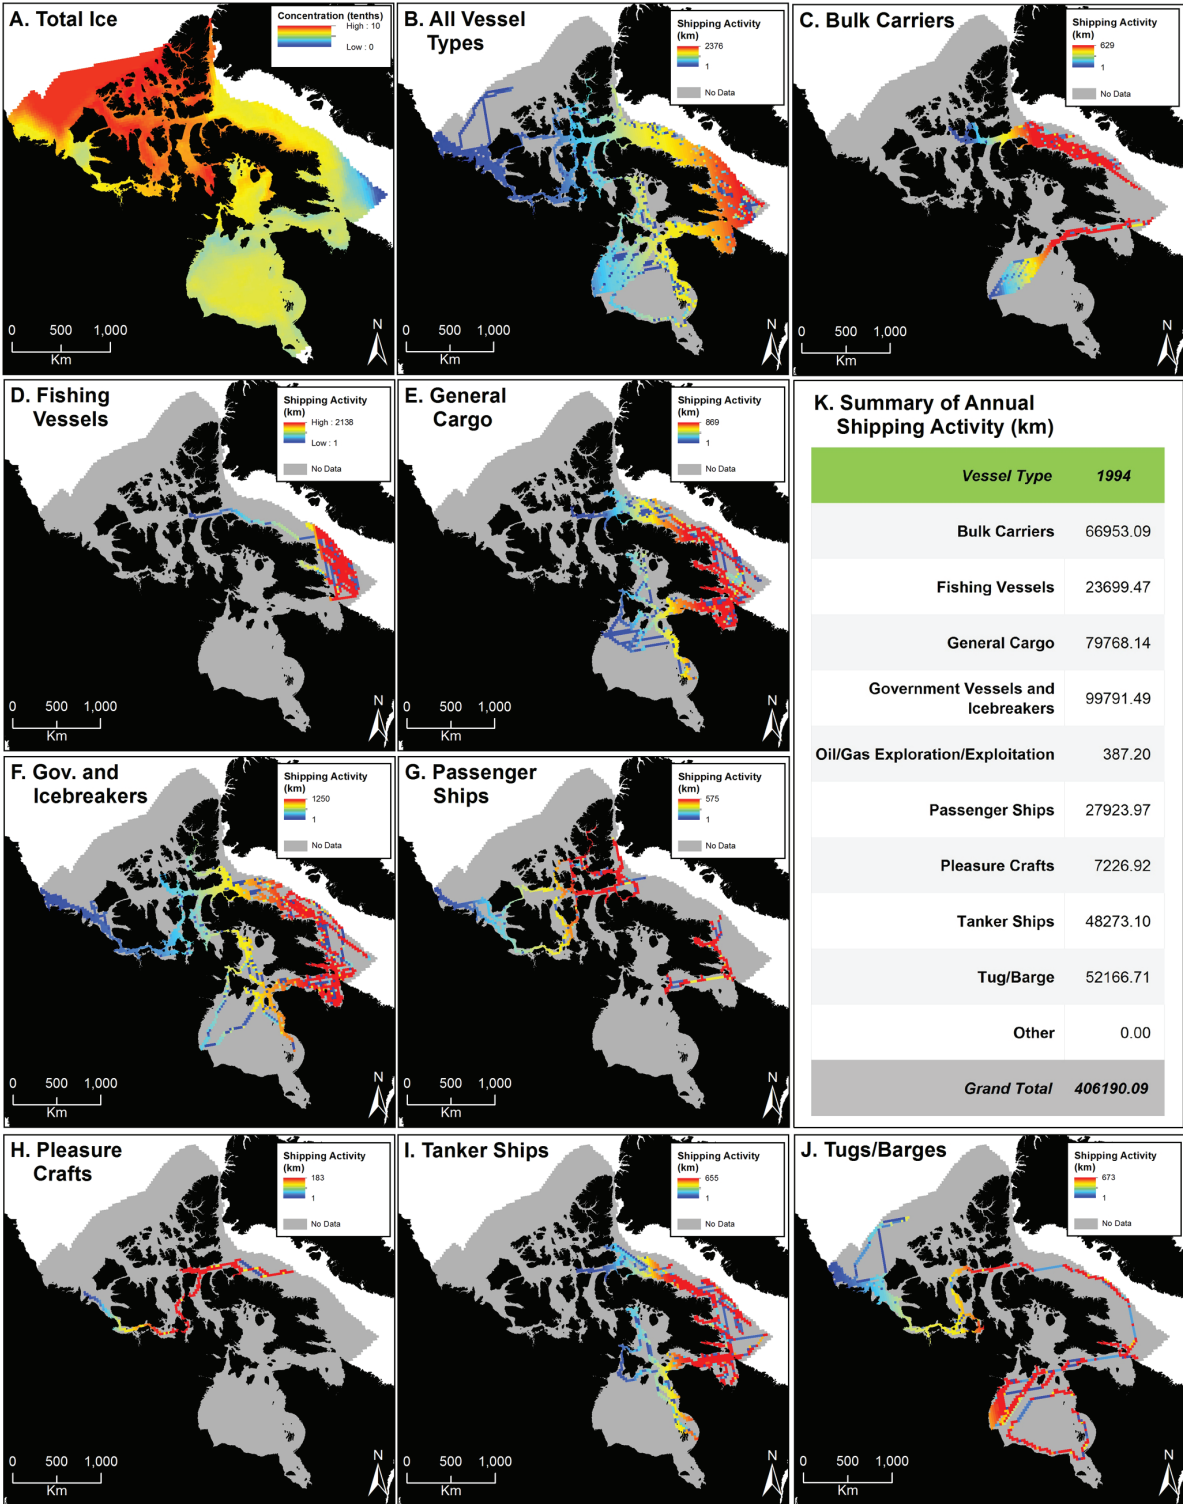 A. Total Ice
Concentration (tenths)
High : 10
Low : 0
0 500 1,000
Km
N
B. All Vessel
Types
Shipping Activity
(km)
2376
1
No Data
0 500 1,000
Km
N
C. Bulk Carriers
Shipping Activity
(km)
629
1
No Data
0 500 1,000
Km
N
D. Fishing
Vessels
Shipping Activity
(km)
High : 2138
Low : 1
No Data
0 500 1,000
Km
N
E. General
Cargo
Shipping Activity
(km)
869
1
No Data
0 500 1,000
Km
N
K. Summary of Annual
Shipping Activity (km)
Vessel Type 1994
Bulk Carriers 66953.09
Fishing Vessels 23699.47
General Cargo 79768.14
Government Vessels and
Icebreakers 99791.49
Oil/Gas Exploration/Exploitation 387.20
Passenger Ships 27923.97
Pleasure Crafts 7226.92
Tanker Ships 48273.10
Tug/Barge 52166.71
Other 0.00
Grand Total 406190.09
F. Gov. and
Icebreakers
Shipping Activity
(km)
1250
1
No Data
0 500 1,000
Km
N
G. Passenger
Ships
Shipping Activity
(km)
575
1
No Data
0 500 1,000
Km
N
H. Pleasure
Crafts
Shipping Activity
(km)
183
1
No Data
0 500 1,000
Km
N
I. Tanker Ships
Shipping Activity
(km)
655
1
No Data
0 500 1,000
Km
N
J. Tugs/Barges
Shipping Activity
(km)
673
1
No Data
0 500 1,000
Km
N